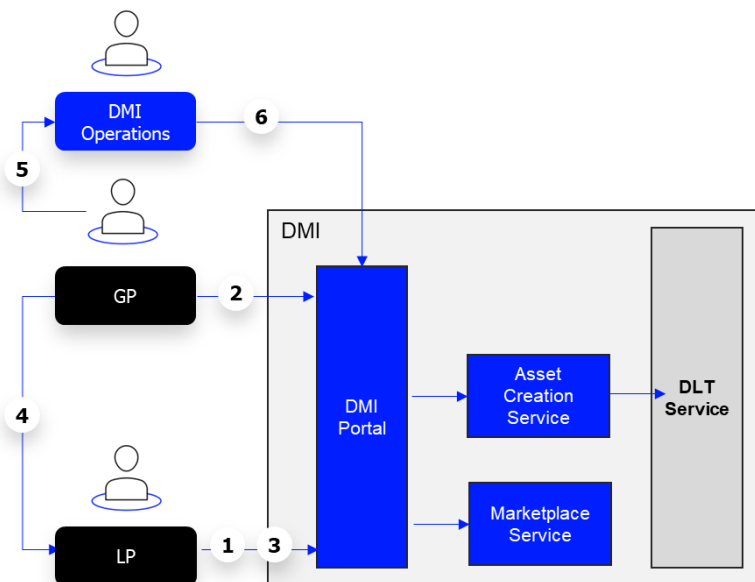 DMI
Operations
6
5
DMI
GP
2
Asset
Creation
Service
DLT
Service
DMI
Portal
4
Marketplace
Service
LP
1
3